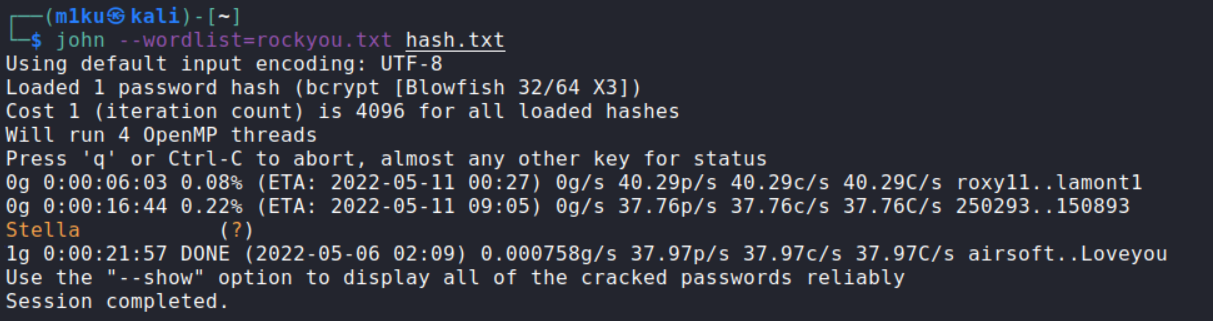 ┌──(m1ku㉿kali)-[~]
└─$ john --wordlist=rockyou.txt hash.txt
Using default input encoding: UTF-8
Loaded 1 password hash (bcrypt [Blowfish 32/64 X3])
Cost 1 (iteration count) is 4096 for all loaded hashes
Will run 4 OpenMP threads
Press 'q' or Ctrl-C to abort, almost any other key for status
0g 0:00:06:03 0.08% (ETA: 2022-05-11 00:27) 0g/s 40.29p/s 40.29c/s 40.29C/s roxy11..lamont1
0g 0:00:16:44 0.22% (ETA: 2022-05-11 09:05) 0g/s 37.76p/s 37.76c/s 37.76C/s 250293..150893
Stella           (?)
1g 0:00:21:57 DONE (2022-05-06 02:09) 0.000758g/s 37.97p/s 37.97c/s 37.97C/s airsoft..Loveyou
Use the "--show" option to display all of the cracked passwords reliably
Session completed.